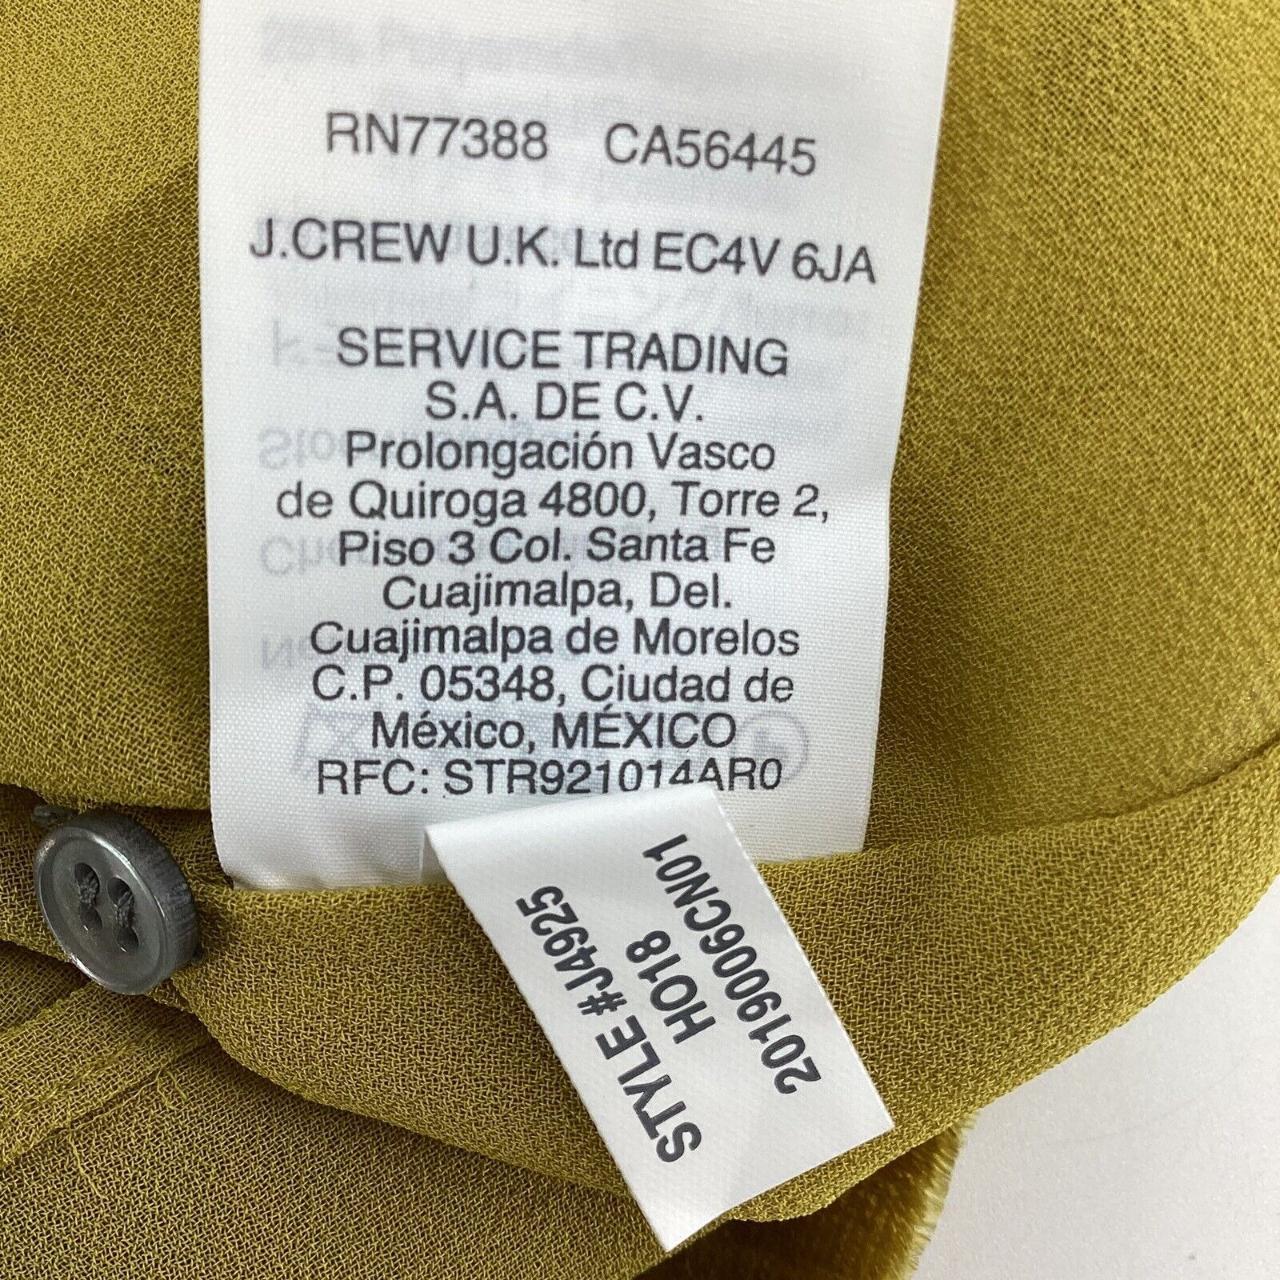 RN77388 CA56445
J.CREW U.K. Ltd EC4V 6JA
SERVICE TRADING
S.A. DE C.V.
Prolongación Vasco
de Quiroga 4800, Torre 2,
Piso 3 Col. Santa Fe
Cuajimalpa, Del.
Cuajimalpa de Morelos
C.P. 05348, Ciudad de
México, MÉXICO
RFC: STR921014AR0
STYLE #J4925
HO18
2019006CN01